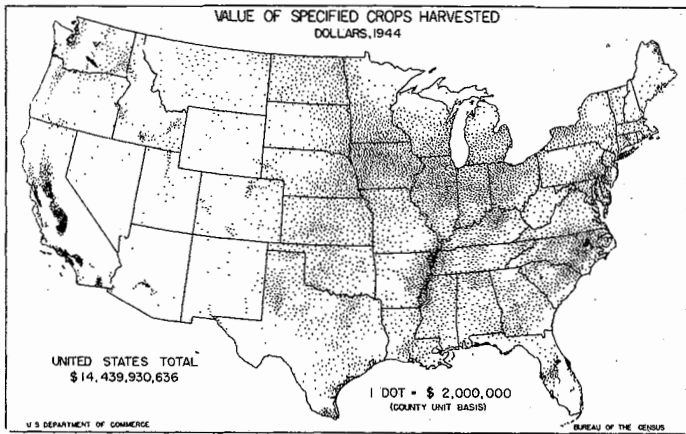 VALUE OF SPECIFIED CROPS HARVESTED
DOLLARS, 1944
UNITED STATES TOTAL
$14,439,930,636
1 DOT = $2,000,000
(COUNTY UNIT BASIS)
U S DEPARTMENT OF COMMERCE
BUREAU OF THE CENSUS